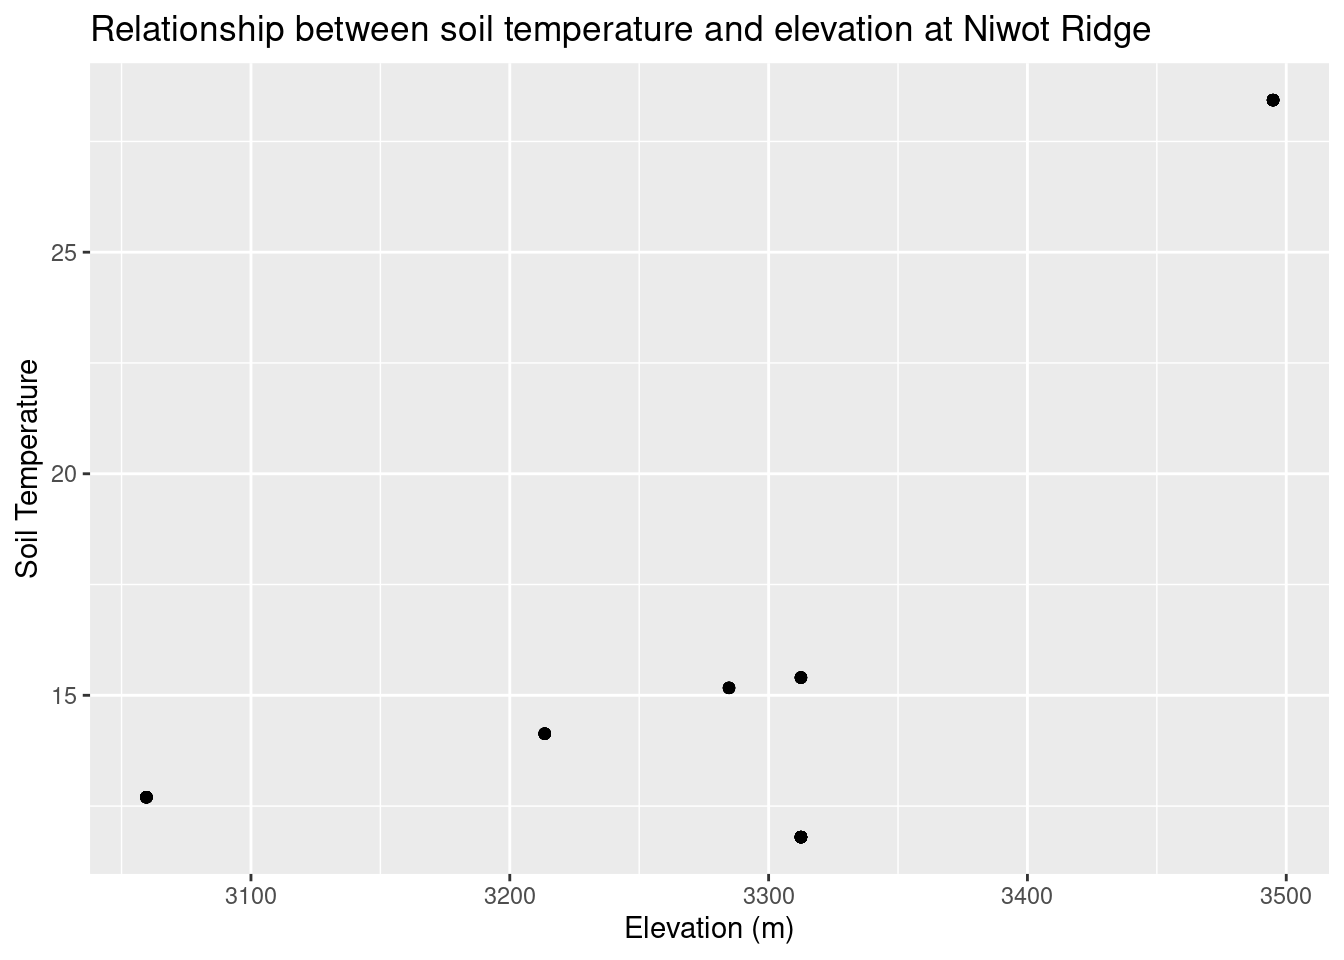 Relationship between soil temperature and elevation at Niwot Ridge
Soil Temperature
25
20
15
3100
3200
3300
3400
3500
Elevation (m)